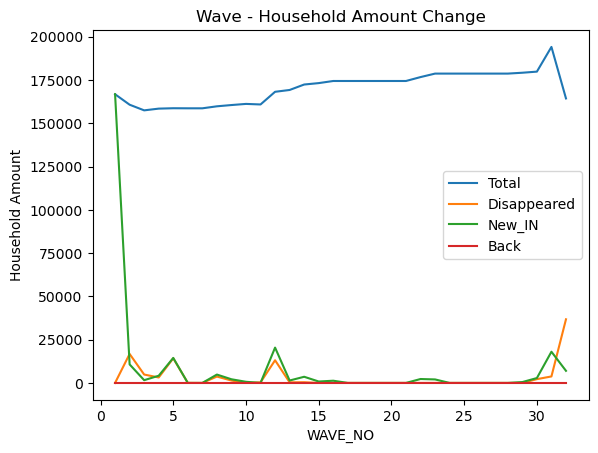 Wave - Household Amount Change
Household Amount
200000
175000
150000
125000
100000
75000
50000
25000
0
Total
Disappeared
New_IN
Back
0 5 10 15 20 25 30
WAVE_NO